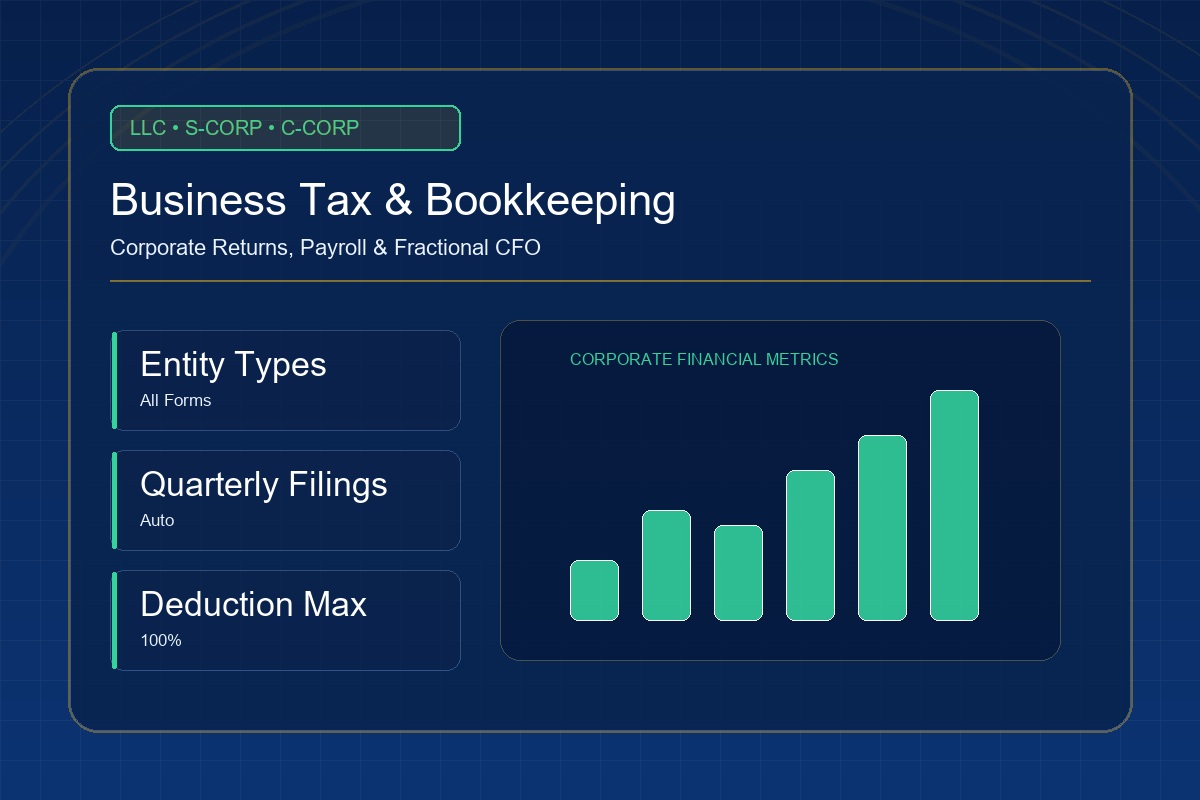 LLC • S-CORP • C-CORP
Business Tax & Bookkeeping
Corporate Returns, Payroll & Fractional CFO
Entity Types
All Forms
Quarterly Filings
Auto
Deduction Max
100%
CORPORATE FINANCIAL METRICS